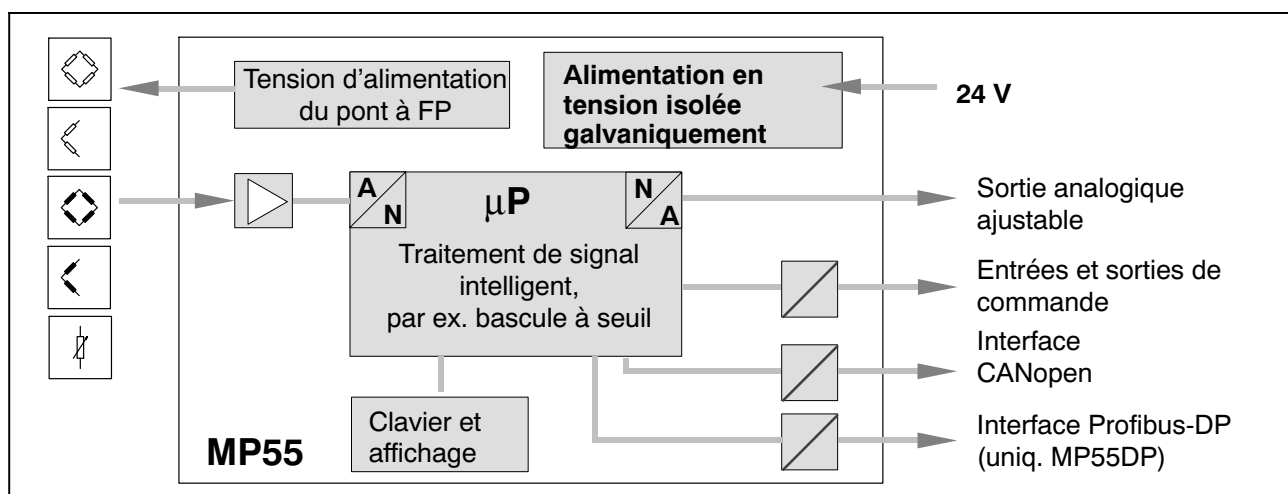 Tension d'alimentation
du pont à FP
Alimentation en
tension isolée
galvaniquement
24 V
A
N
µP
N
A
Traitement de signal
intelligent,
par ex. bascule à seuil
Sortie analogique
ajustable
Entrées et sorties de
commande
Interface
CANopen
Clavier et
affichage
MP55
Interface Profibus-DP
(uniq. MP55DP)